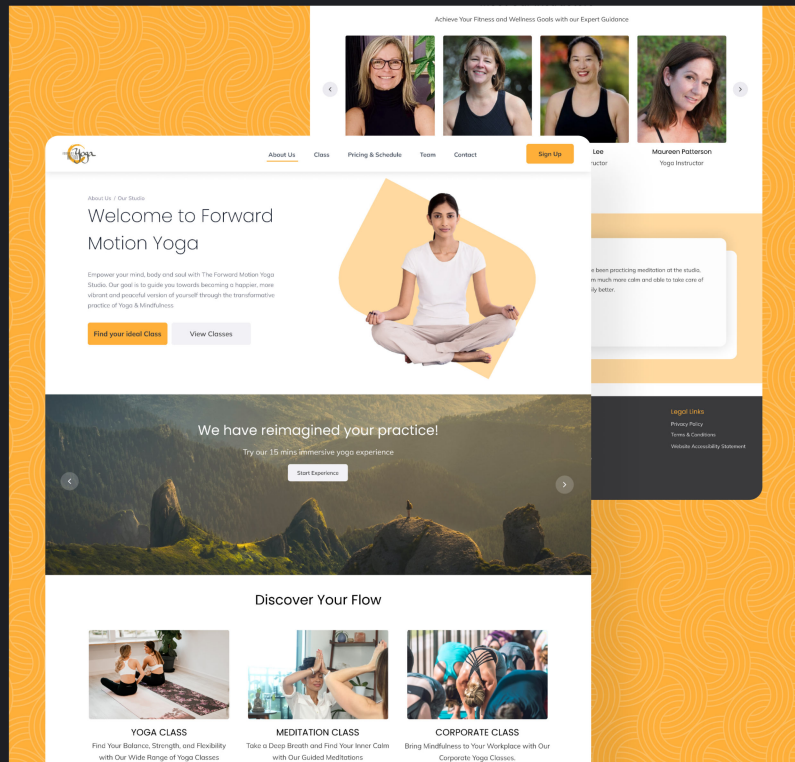 Achieve Your Fitness and Wellness Goals with our Expert Guidance
Lee
Maureen Patterson
Yoga Instructor
Yoga
About Us
Class
Pricing & Schedule
Team
Contact
Sign Up
About Us / Our Studio
Welcome to Forward
Motion Yoga
Empower your mind, body and soul with The Forward Motion Yoga
Studio. Our goal is to guide you towards becoming a happier, more
vibrant and peaceful version of yourself through the transformative
practice of Yoga & Mindfulness.
Find your ideal Class
View Classes
been practicing meditation at the studio,
much more calm and able to take care of
better.
We have reimagined your practice!
Try our 15 mins immersive yoga experience
Start Experience
Legal Links
Privacy Policy
Terms & Conditions
Website Accessibility Statement
Discover Your Flow
YOGA CLASS
Find Your Balance, Strength, and Flexibility
with Our Wide Range of Yoga Classes
MEDITATION CLASS
Take a Deep Breath and Find Your Inner Calm
with Our Guided Meditations
CORPORATE CLASS
Bring Mindfulness to Your Workplace with Our
Corporate Yoga Classes.